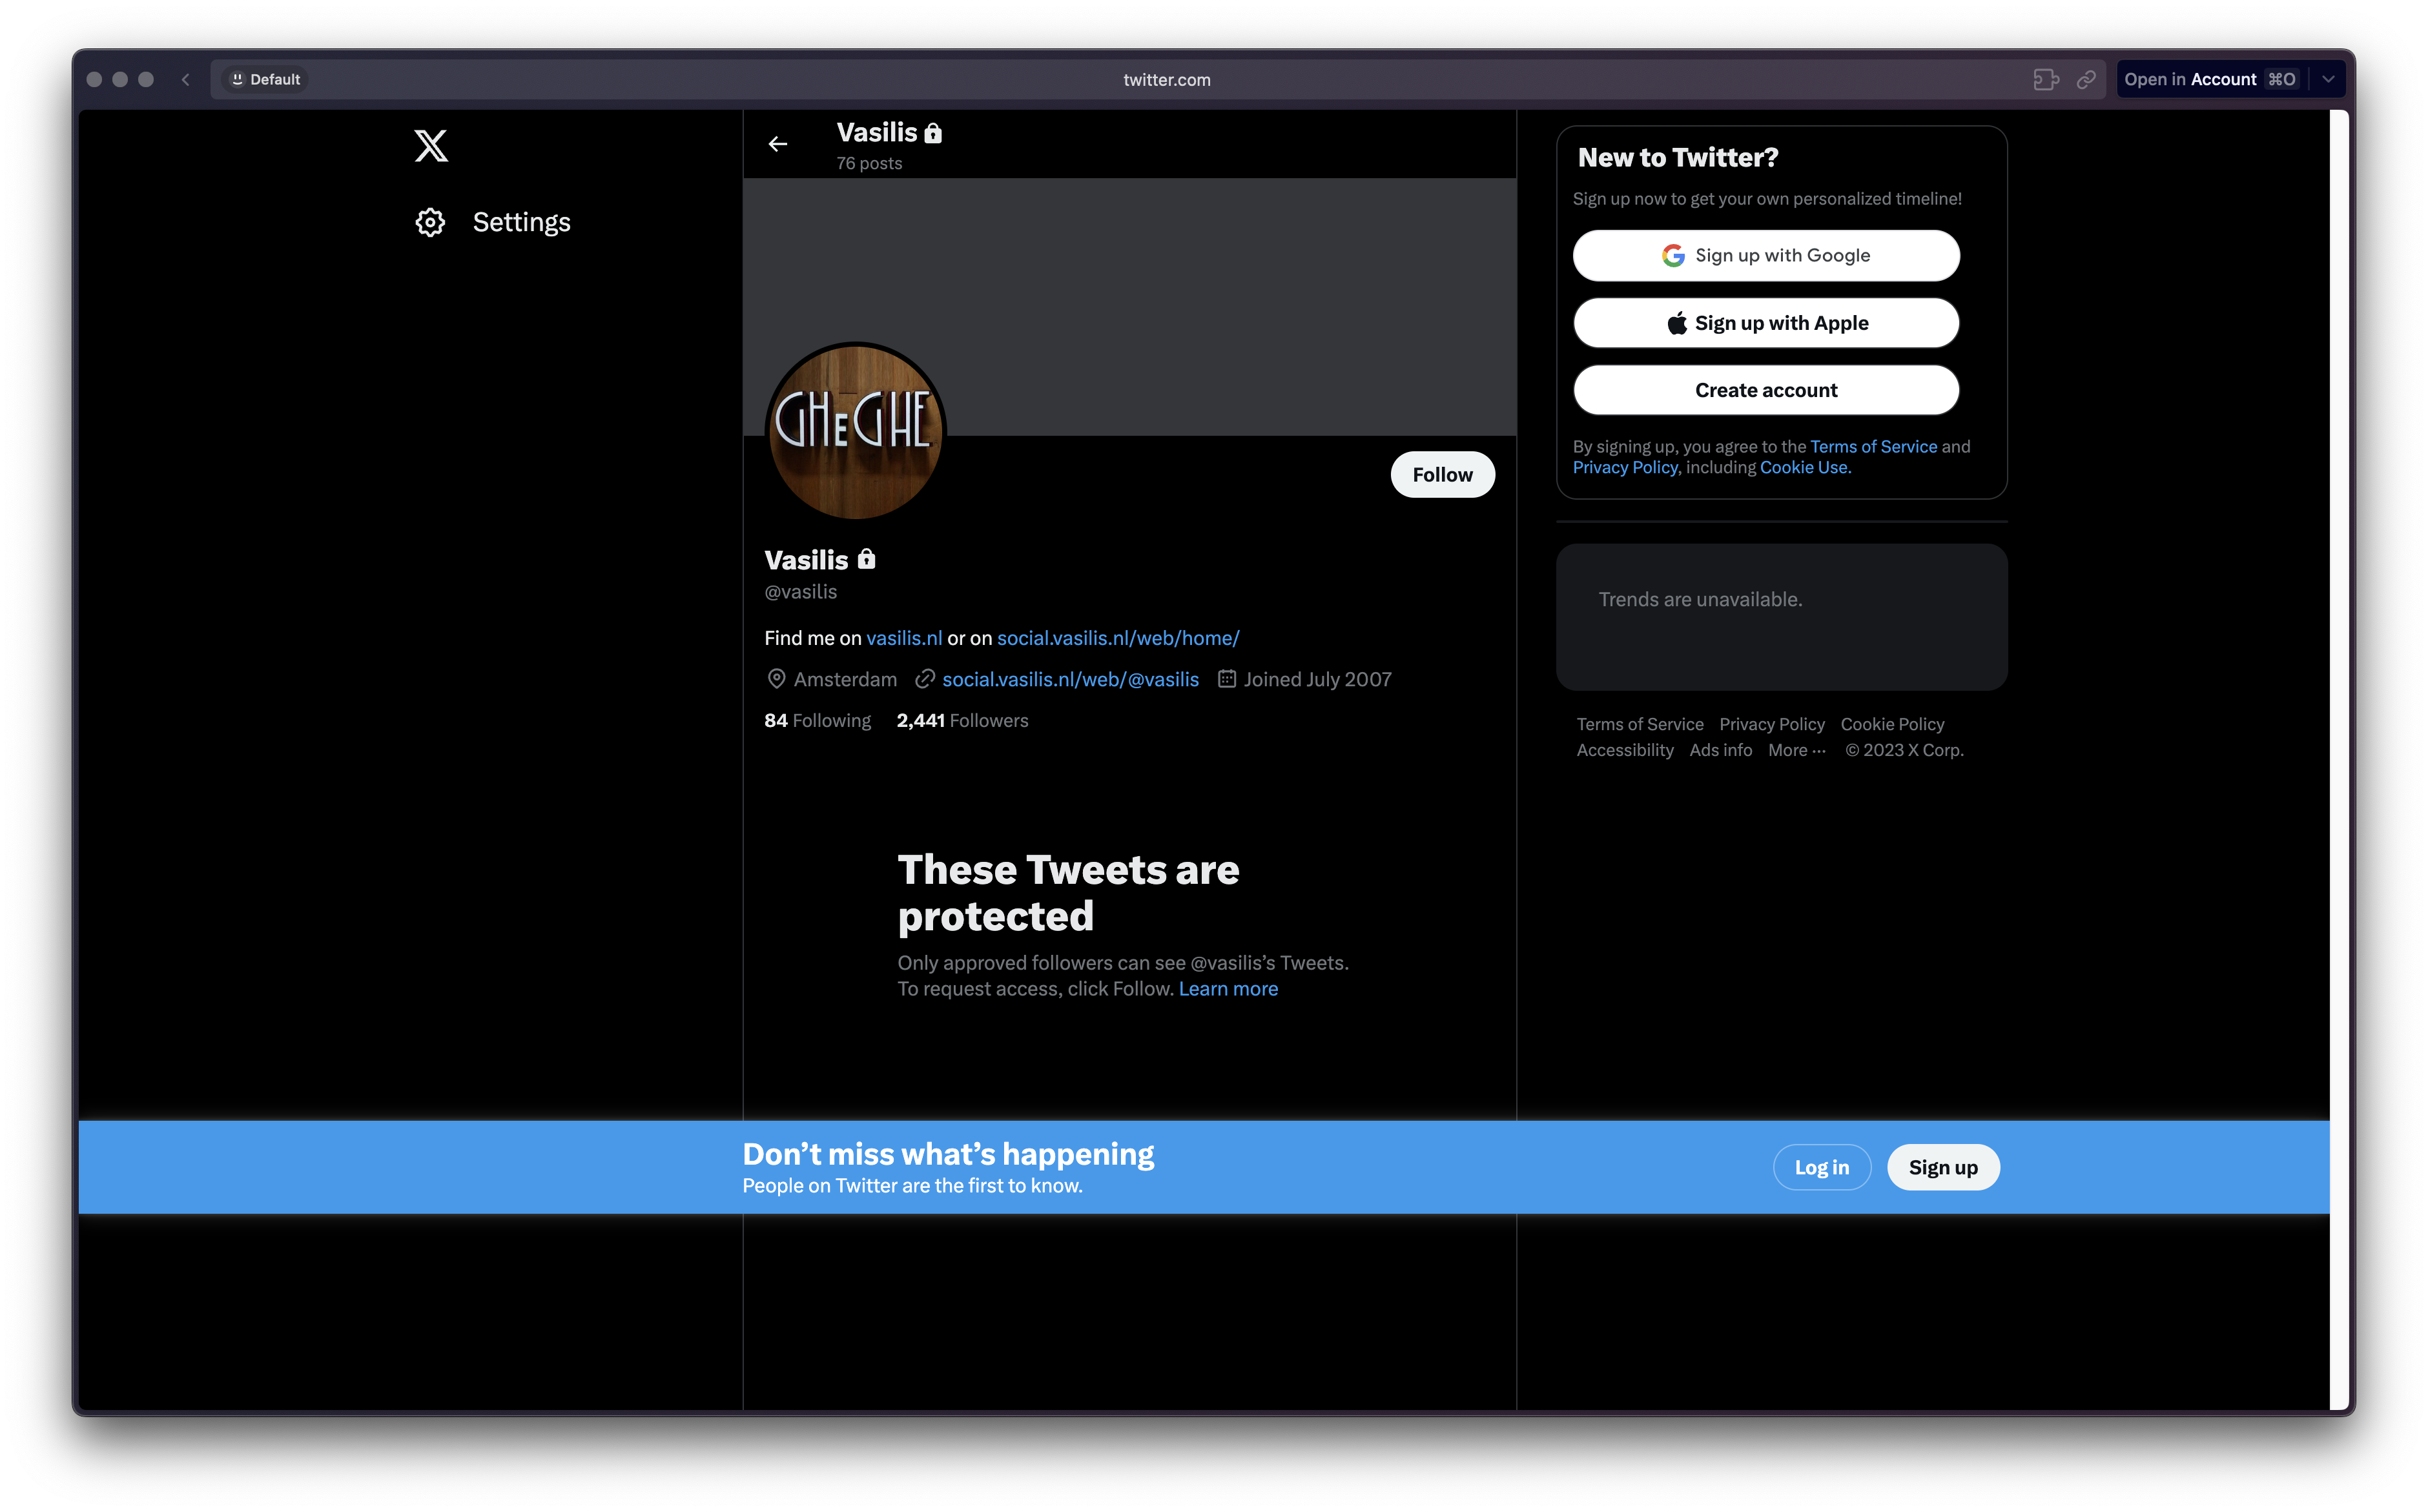 Default
twitter.com
Open in Account ⌘O
X
Settings
Vasilis
76 posts
GHeGHE
Follow
Vasilis
@vasilis
Find me on vasilis.nl or on social.vasilis.nl/web/home/
Amsterdam social.vasilis.nl/web/@vasilis Joined July 2007
84 Following 2,441 Followers
These Tweets are
protected
Only approved followers can see @vasilis’s Tweets.
To request access, click Follow. Learn more
New to Twitter?
Sign up now to get your own personalized timeline!
Sign up with Google
Sign up with Apple
Create account
By signing up, you agree to the Terms of Service and
Privacy Policy, including Cookie Use.
Trends are unavailable.
Terms of Service Privacy Policy Cookie Policy
Accessibility Ads info More ··· © 2023 X Corp.
Don’t miss what’s happening
People on Twitter are the first to know.
Log in
Sign up